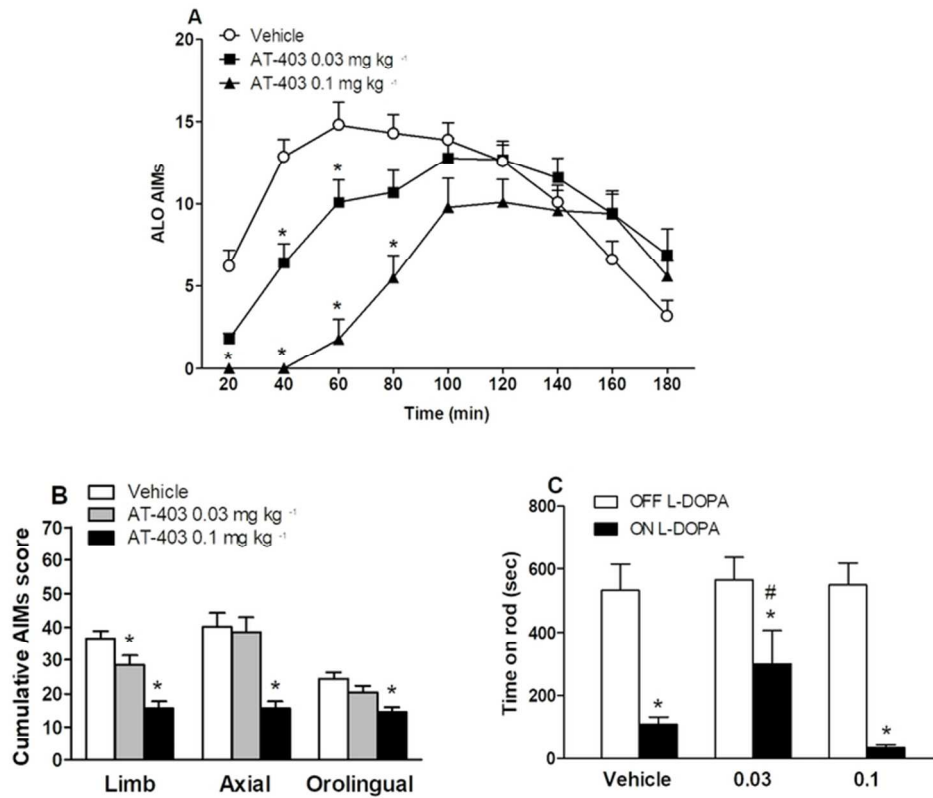 A
Vehicle
AT-403 0.03 mg kg ⁻¹
AT-403 0.1 mg kg ⁻¹
20
15
10
5
0
ALO AIMs
*
*
*
*
*
*
20 40 60 80 100 120 140 160 180
Time (min)
B
Vehicle
AT-403 0.03 mg kg ⁻¹
AT-403 0.1 mg kg ⁻¹
70
60
50
40
30
20
10
0
Cumulative AIMs score
*
*
*
*
Limb Axial Orolingual
C
OFF L-DOPA
ON L-DOPA
800
600
400
200
0
Time on rod (sec)
*
#
*
*
Vehicle 0.03 0.1